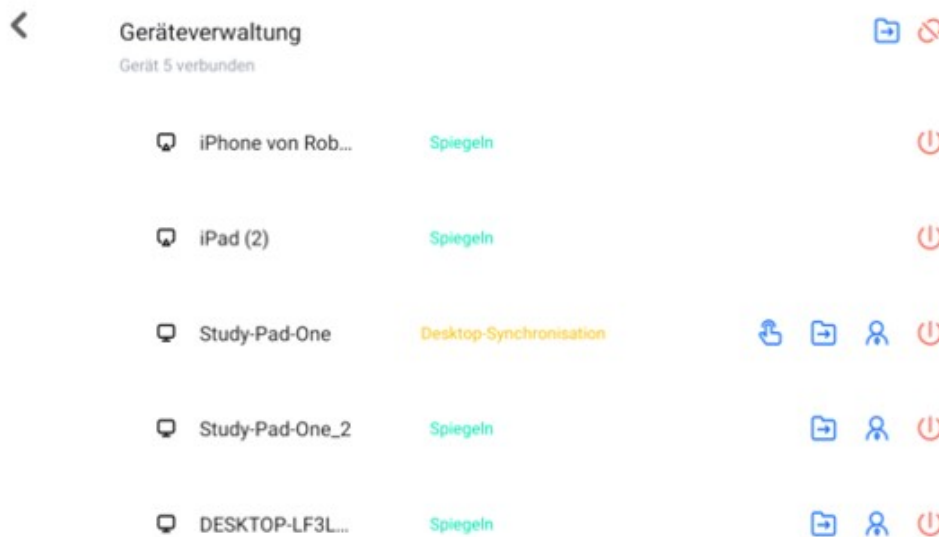 Geräteverwaltung
Gerät 5 verbunden
iPhone von Rob... Spiegeln
iPad (2) Spiegeln
Study-Pad-One Desktop-Synchronisation
Study-Pad-One_2 Spiegeln
DESKTOP-LF3L... Spiegeln